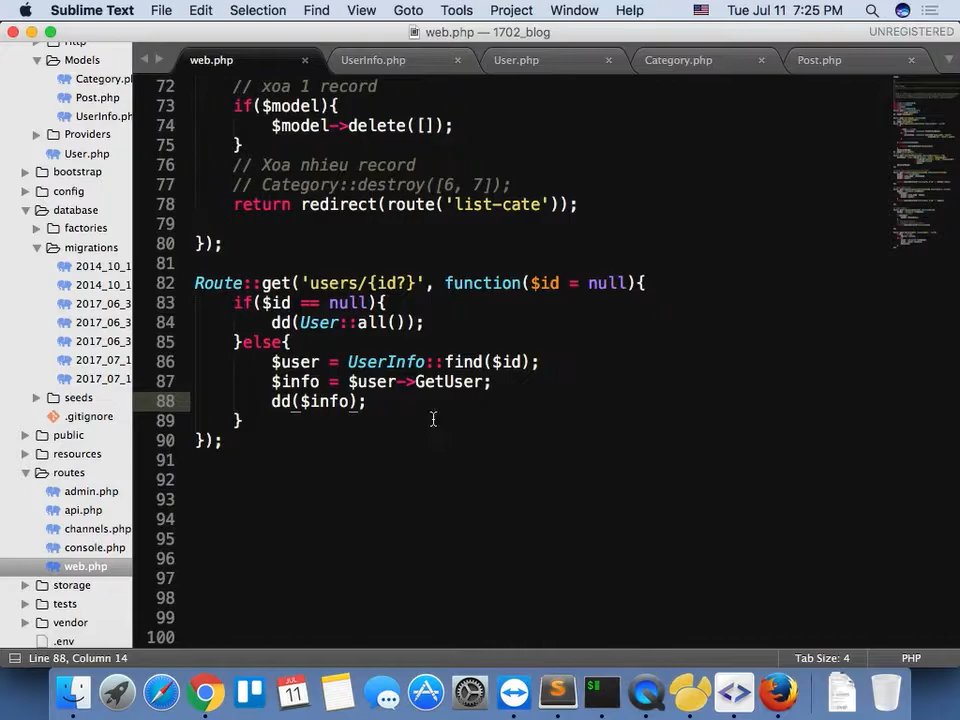 Sublime Text File Edit Selection Find View Goto Tools Project Window Help Tue Jul 11 7:25 PM
web.php — 1702_blog UNREGISTERED
web.php UserInfo.php User.php Category.php Post.php
Http
Models
Category.ph
Post.php
UserInfo.ph
Providers
User.php
bootstrap
config
database
factories
migrations
2014_10_1
2014_10_1
2017_06_3
2017_06_3
2017_06_3
2017_07_1
2017_07_1
seeds
.gitignore
public
resources
routes
admin.php
api.php
channels.php
console.php
web.php
storage
tests
vendor
.env
72 // xoa 1 record
73 if($model){
74 $model->delete([]);
75 }
76 // Xoa nhieu record
77 // Category::destroy([6, 7]);
78 return redirect(route('list-cate'));
79
80 });
81
82 Route::get('users/{id?}', function($id = null){
83 if($id == null){
84 dd(User::all());
85 }else{
86 $user = UserInfo::find($id);
87 $info = $user->GetUser;
88 dd($info);
89 }
90 });
91
92
93
94
95
96
97
98
99
100
Line 88, Column 14 Tab Size: 4 PHP
JUL
11